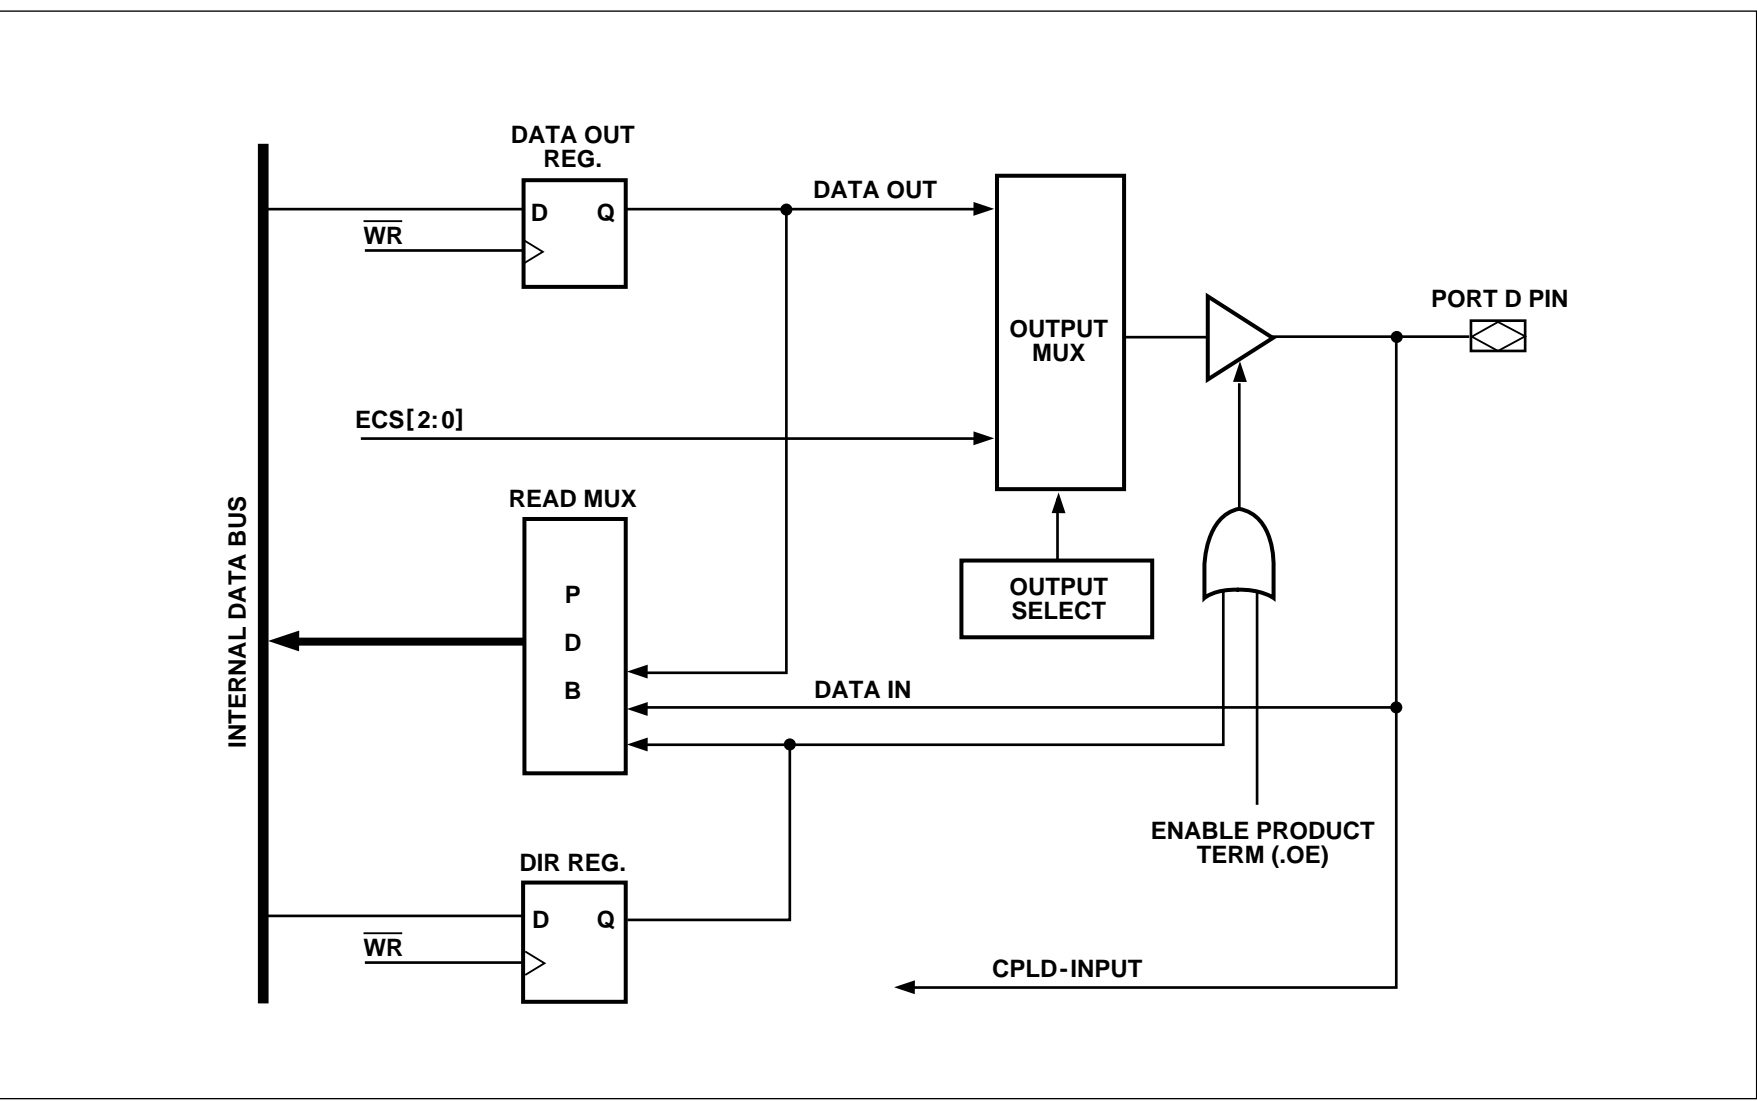 DATA OUT
REG.
D Q
WR
DATA OUT
OUTPUT
MUX
PORT D PIN
ECS[2:0]
READ MUX
P
D
B
INTERNAL DATA BUS
OUTPUT
SELECT
DATA IN
ENABLE PRODUCT
TERM (.OE)
DIR REG.
D Q
WR
CPLD-INPUT